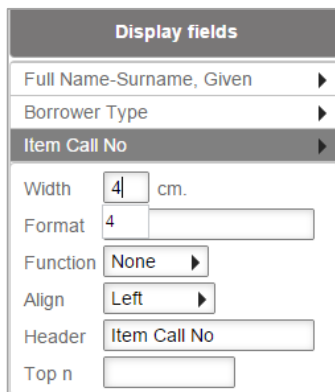 Display fields
Full Name-Surname, Given
Borrower Type
Item Call No
Width 4 cm.
Format 4
Function None
Align Left
Header Item Call No
Top n